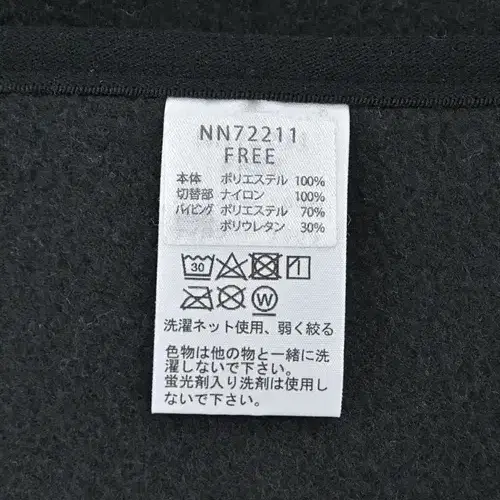 NN72211
FREE
本体 ポリエステル 100%
切替部 ナイロン 100%
パイピング ポリエステル 70%
ポリウレタン 30%
30
W
洗濯ネット使用、弱く絞る
色物は他の物と一緒に洗
濯しないで下さい。
蛍光剤入り洗剤は使用し
ないで下さい。